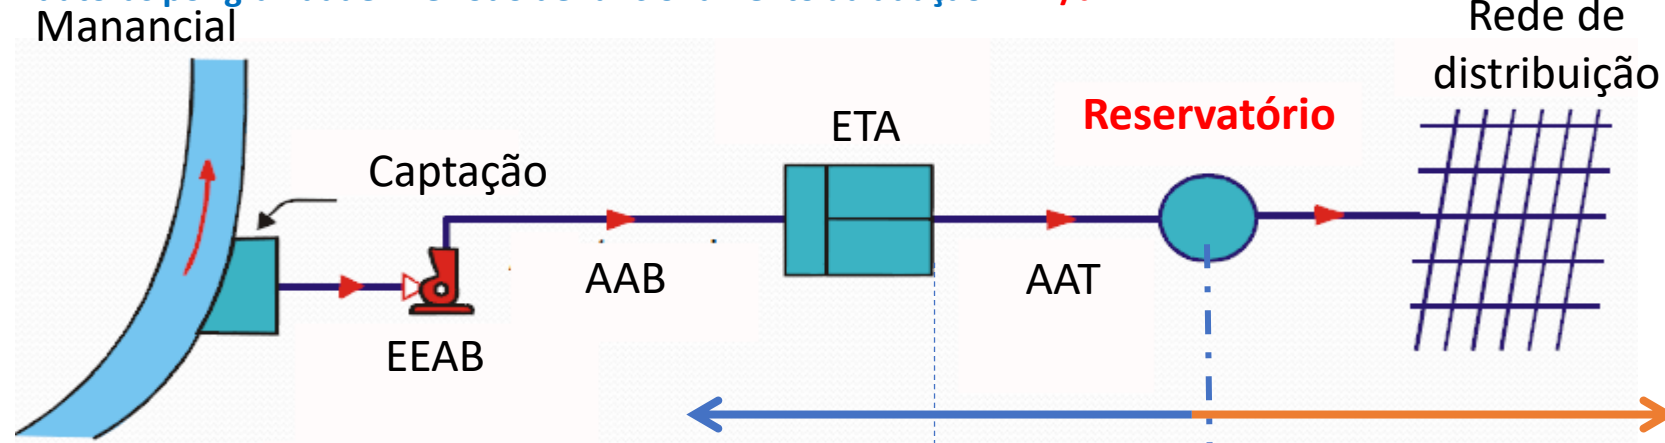 Manancial
Rede de
distribuição
Reservatório
ETA
Captação
AAB
AAT
EEAB